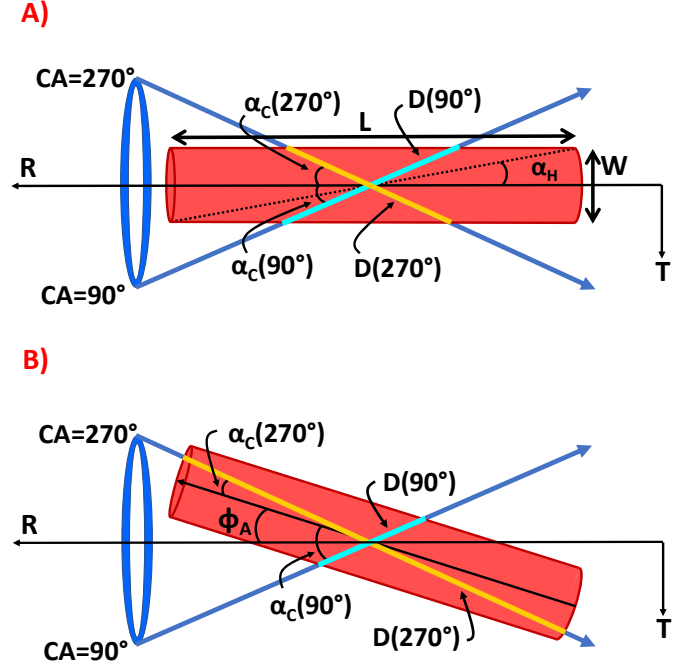 A)
CA=270°
α_C(270°)
D(90°)
L
R
α_H
W
α_C(90°)
D(270°)
CA=90°
T
B)
CA=270°
α_C(270°)
D(90°)
R
ϕ_A
α_C(90°)
D(270°)
CA=90°
T